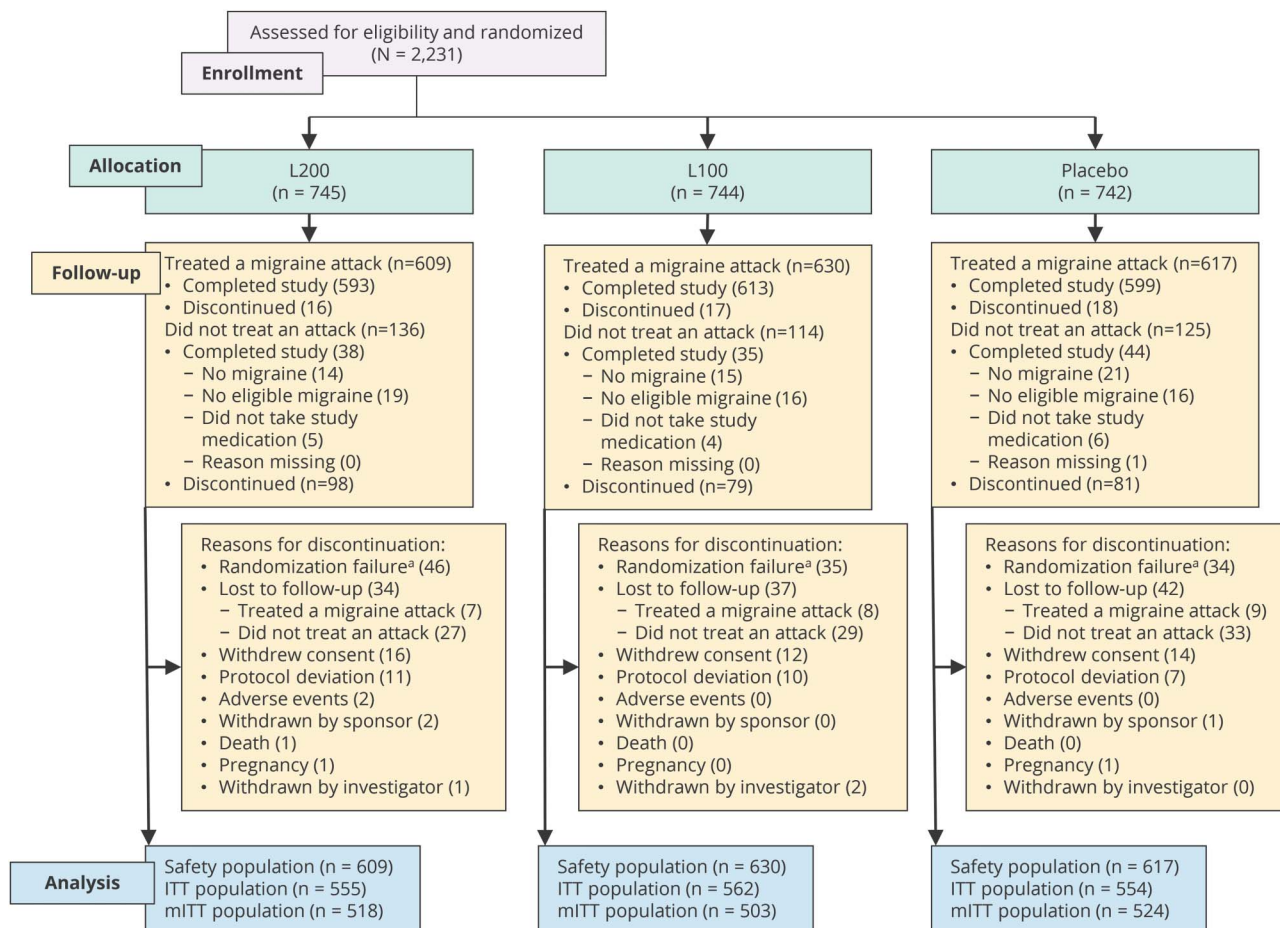 Assessed for eligibility and randomized
(N = 2,231)
Enrollment
Allocation
L200
(n = 745)
L100
(n = 744)
Placebo
(n = 742)
Follow-up
Treated a migraine attack (n=609)
• Completed study (593)
• Discontinued (16)
Did not treat an attack (n=136)
• Completed study (38)
– No migraine (14)
– No eligible migraine (19)
– Did not take study
medication (5)
– Reason missing (0)
• Discontinued (n=98)
Treated a migraine attack (n=630)
• Completed study (613)
• Discontinued (17)
Did not treat an attack (n=114)
• Completed study (35)
– No migraine (15)
– No eligible migraine (16)
– Did not take study
medication (4)
– Reason missing (0)
• Discontinued (n=79)
Treated a migraine attack (n=617)
• Completed study (599)
• Discontinued (18)
Did not treat an attack (n=125)
• Completed study (44)
– No migraine (21)
– No eligible migraine (16)
– Did not take study
medication (6)
– Reason missing (1)
• Discontinued (n=81)
Reasons for discontinuation:
• Randomization failureᵃ (46)
• Lost to follow-up (34)
– Treated a migraine attack (7)
– Did not treat an attack (27)
• Withdrew consent (16)
• Protocol deviation (11)
• Adverse events (2)
• Withdrawn by sponsor (2)
• Death (1)
• Pregnancy (1)
• Withdrawn by investigator (1)
Reasons for discontinuation:
• Randomization failureᵃ (35)
• Lost to follow-up (37)
– Treated a migraine attack (8)
– Did not treat an attack (29)
• Withdrew consent (12)
• Protocol deviation (10)
• Adverse events (0)
• Withdrawn by sponsor (0)
• Death (0)
• Pregnancy (0)
• Withdrawn by investigator (2)
Reasons for discontinuation:
• Randomization failureᵃ (34)
• Lost to follow-up (42)
– Treated a migraine attack (9)
– Did not treat an attack (33)
• Withdrew consent (14)
• Protocol deviation (7)
• Adverse events (0)
• Withdrawn by sponsor (1)
• Death (0)
• Pregnancy (1)
• Withdrawn by investigator (0)
Analysis
Safety population (n = 609)
ITT population (n = 555)
mITT population (n = 518)
Safety population (n = 630)
ITT population (n = 562)
mITT population (n = 503)
Safety population (n = 617)
ITT population (n = 554)
mITT population (n = 524)